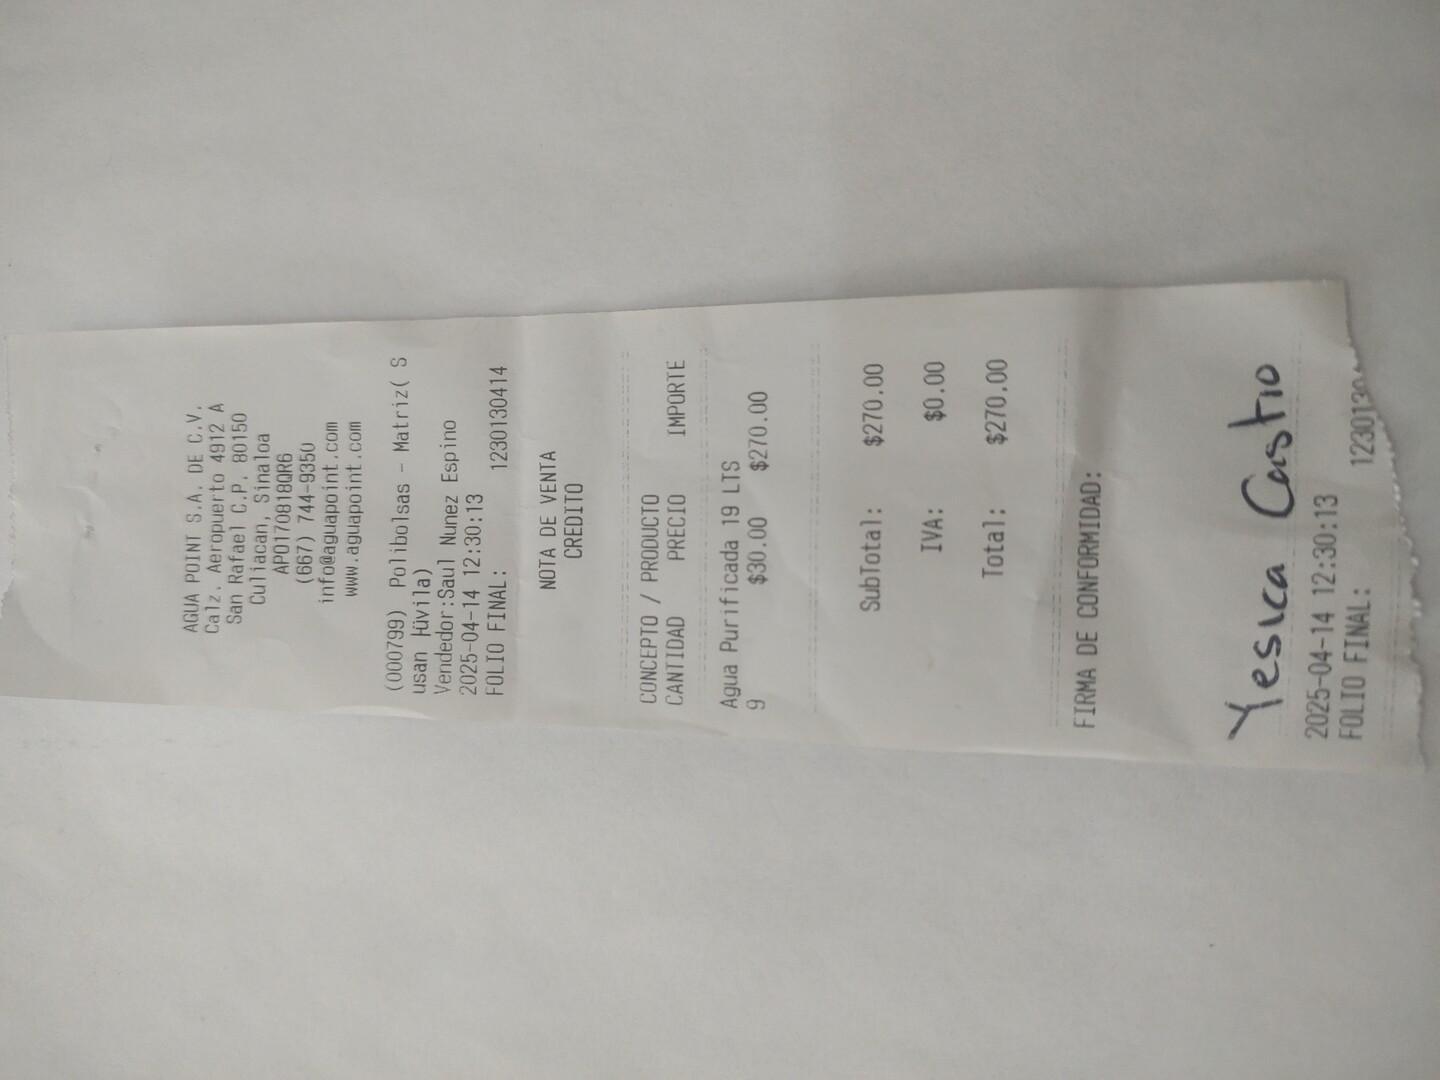 AGUA POINT S.A. DE C.V.
Calz. Aeropuerto 4912 A
San Rafael C.P. 80150
Culiacan, Sinaloa
APO170818QR6
(667) 744-9350
info@aguapoint.com
www.aguapoint.com
(000799) Polibolsas - Matriz( S
usan
Vendedor:Saul Nunez Espino
2025-04-14 12:30:13
FOLIO FINAL: 1230130414
NOTA DE VENTA
CREDITO
CONCEPTO / PRODUCTO
CANTIDAD PRECIO IMPORTE
Agua Purificada 19 LTS
9 $30.00 $270.00
SubTotal: $270.00
IVA: $0.00
Total: $270.00
FIRMA DE CONFORMIDAD:
Yesica Castro
2025-04-14 12:30:13
FOLIO FINAL: